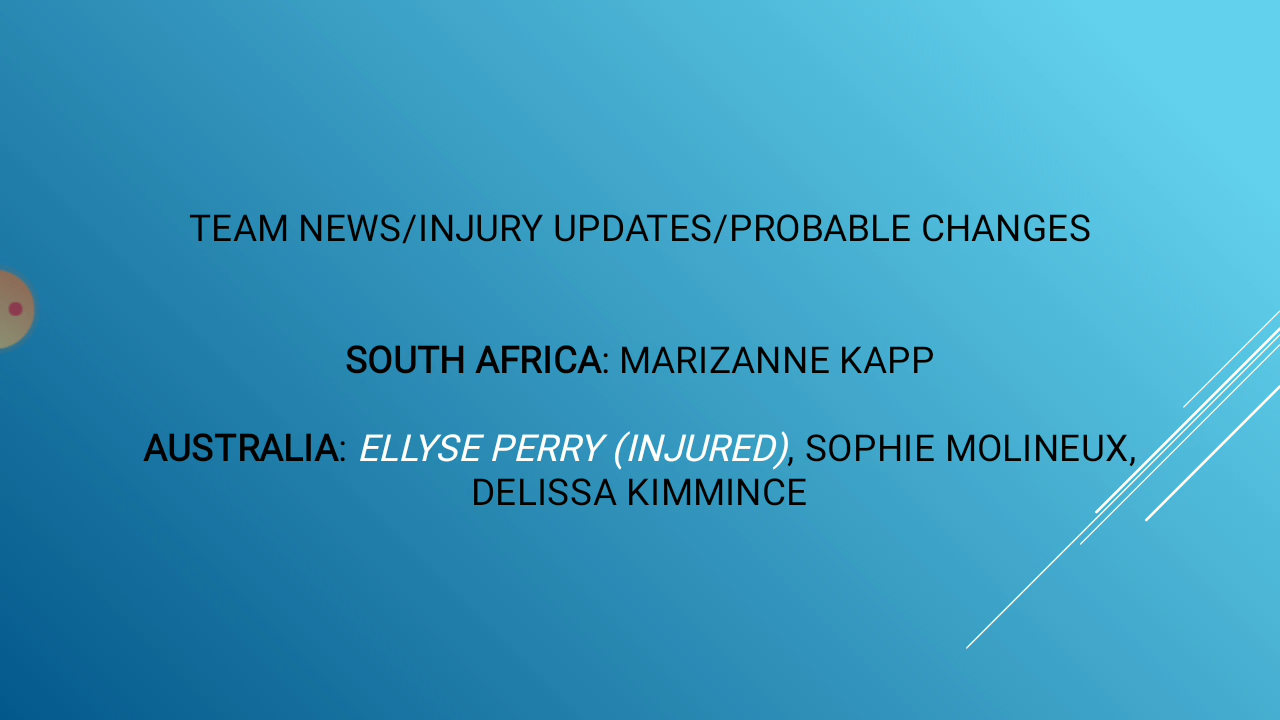 TEAM NEWS/INJURY UPDATES/PROBABLE CHANGES
SOUTH AFRICA: MARIZANNE KAPP
AUSTRALIA: ELLYSE PERRY (INJURED), SOPHIE MOLINEUX,
DELISSA KIMMINCE